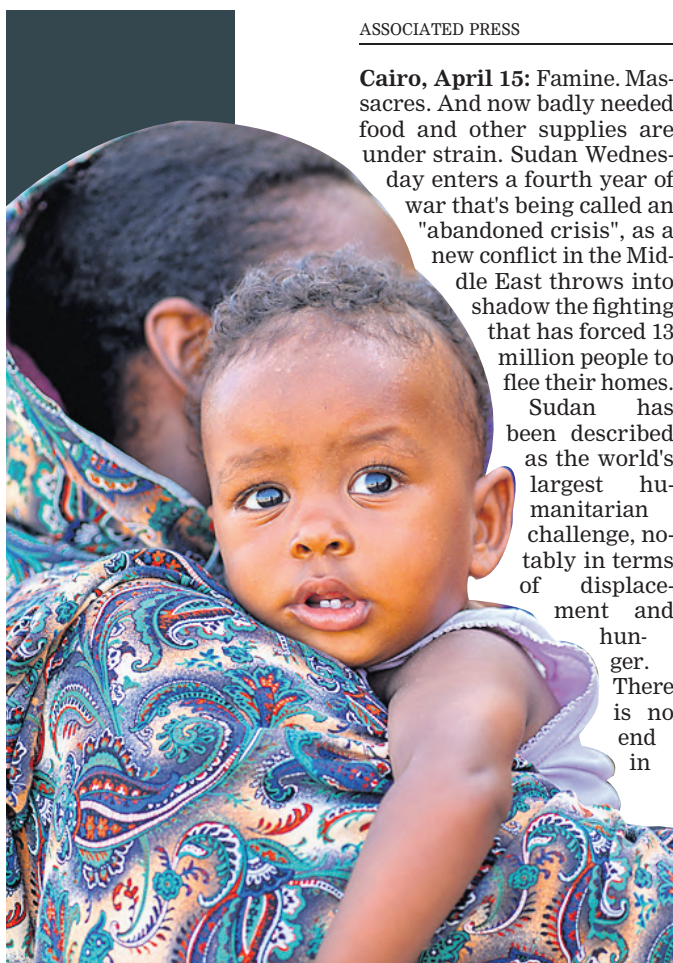 ASSOCIATED PRESS
Cairo, April 15: Famine. Mas-
sacres. And now badly needed
food and other supplies are
under strain. Sudan Wednes-
day enters a fourth year of
war that's being called an
"abandoned crisis", as a
new conflict in the Mid-
dle East throws into
shadow the fighting
that has forced 13
million people to
flee their homes.
Sudan has
been described
as the world's
largest hu-
manitarian
challenge, no-
tably in terms
of displace-
ment and
hun-
ger.
There
is no
end
in